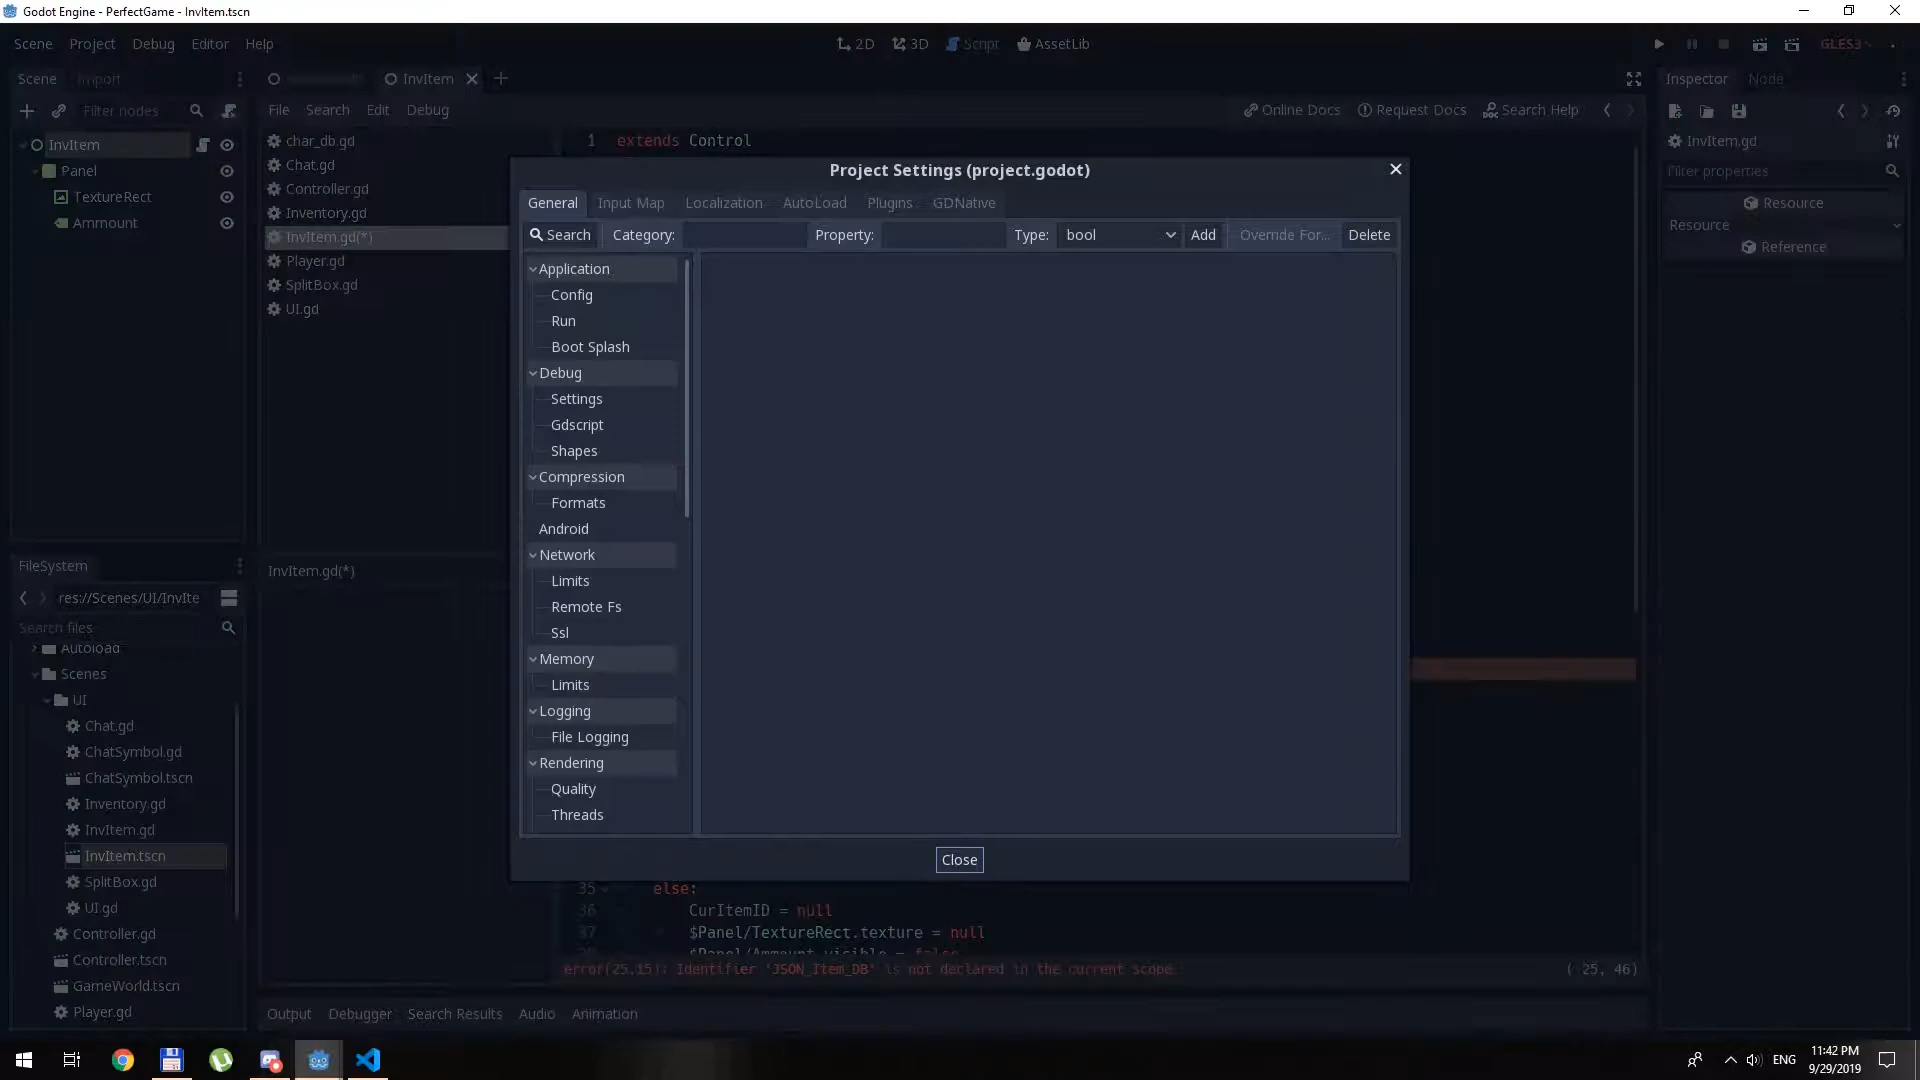 Godot Engine - PerfectGame - InvItem.tscn
Scene Project Debug Editor Help
2D 3D Script AssetLib
GLES3
Scene Import
InvItem
Inspector Node
Filter nodes
File Search Edit Debug
Online Docs Request Docs Search Help
InvItem
Panel
TextureRect
Ammount
char_db.gd
Chat.gd
Controller.gd
Inventory.gd
InvItem.gd(*)
Player.gd
SplitBox.gd
UI.gd
InvItem.gd(*)
1 extends Control
Project Settings (project.godot)
General Input Map Localization AutoLoad Plugins GDNative
Search Category: Property: Type: bool Add Override For... Delete
Application
Config
Run
Boot Splash
Debug
Settings
Gdscript
Shapes
Compression
Formats
Android
Network
Limits
Remote Fs
Ssl
Memory
Limits
Logging
File Logging
Rendering
Quality
Threads
Close
InvItem.gd
Filter properties
Resource
Resource
Reference
FileSystem
res://Scenes/UI/InvIte
Search files
Autoload
Scenes
UI
Chat.gd
ChatSymbol.gd
ChatSymbol.tscn
Inventory.gd
InvItem.gd
InvItem.tscn
SplitBox.gd
UI.gd
Controller.gd
Controller.tscn
GameWorld.tscn
Player.gd
35 else:
36 CurItemID = null
37 $Panel/TextureRect.texture = null
38 $Panel/Ammount.visible = false
error(25,15): Identifier 'JSON_Item_DB' is not declared in the current scope.
( 25, 46)
Output Debugger Search Results Audio Animation
ENG
11:42 PM
9/29/2019